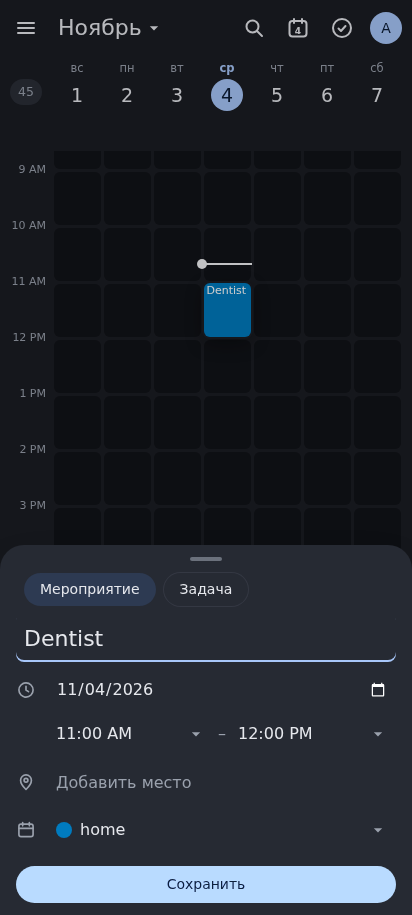 Ноябрь
4
A
45
вс пн вт ср чт пт сб
1 2 3 4 5 6 7
9 AM
10 AM
11 AM
Dentist
12 PM
1 PM
2 PM
3 PM
Мероприятие Задача
Dentist
11/04/2026
11:00 AM – 12:00 PM
Добавить место
home
Сохранить